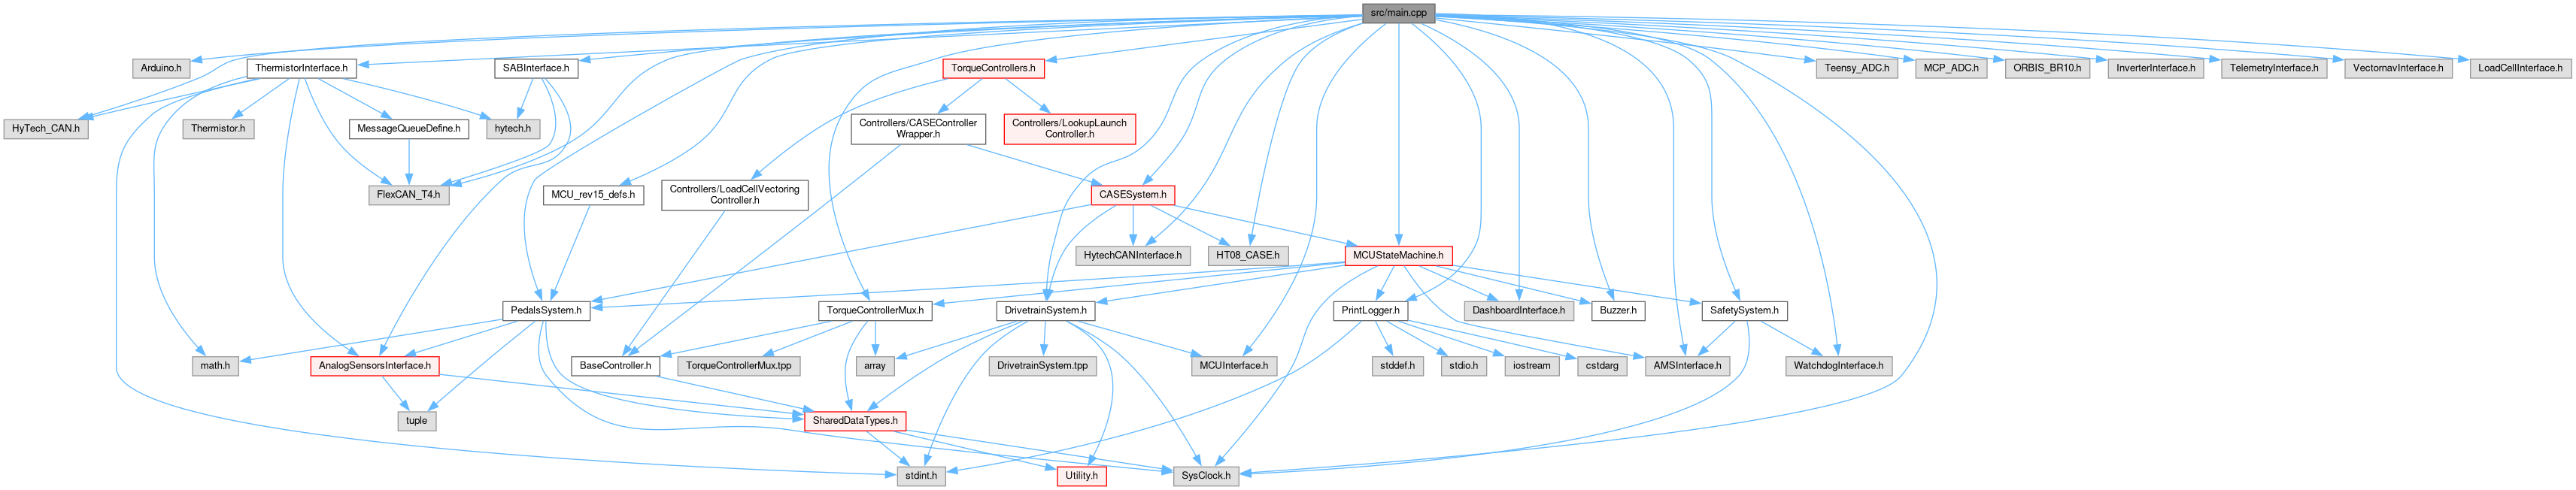 src/main.cpp
Arduino.h
ThermistorInterface.h
SABInterface.h
TorqueControllers.h
Teensy_ADC.h
MCP_ADC.h
ORBIS_BR10.h
InverterInterface.h
TelemetryInterface.h
VectornavInterface.h
LoadCellInterface.h
HyTech_CAN.h
Thermistor.h
MessageQueueDefine.h
hytech.h
Controllers/CASEController
Wrapper.h
Controllers/LookupLaunch
Controller.h
FlexCAN_T4.h
MCU_rev15_defs.h
Controllers/LoadCellVectoring
Controller.h
CASESystem.h
HytechCANInterface.h
HT08_CASE.h
MCUStateMachine.h
PedalsSystem.h
TorqueControllerMux.h
DrivetrainSystem.h
PrintLogger.h
DashboardInterface.h
Buzzer.h
SafetySystem.h
math.h
AnalogSensorsInterface.h
BaseController.h
TorqueControllerMux.tpp
array
DrivetrainSystem.tpp
MCUInterface.h
stddef.h
stdio.h
iostream
cstdarg
AMSInterface.h
WatchdogInterface.h
tuple
SharedDataTypes.h
stdint.h
Utility.h
SysClock.h